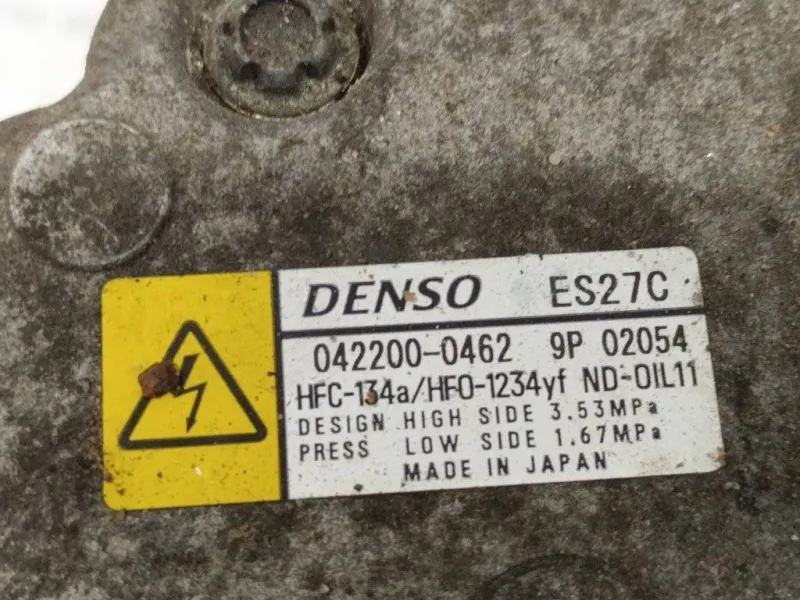 DENSO ES27C
042200-0462 9P 02054
HFC-134a/HFO-1234yf ND-OIL11
DESIGN HIGH SIDE 3.53MPa
PRESS LOW SIDE 1.67MPa
MADE IN JAPAN